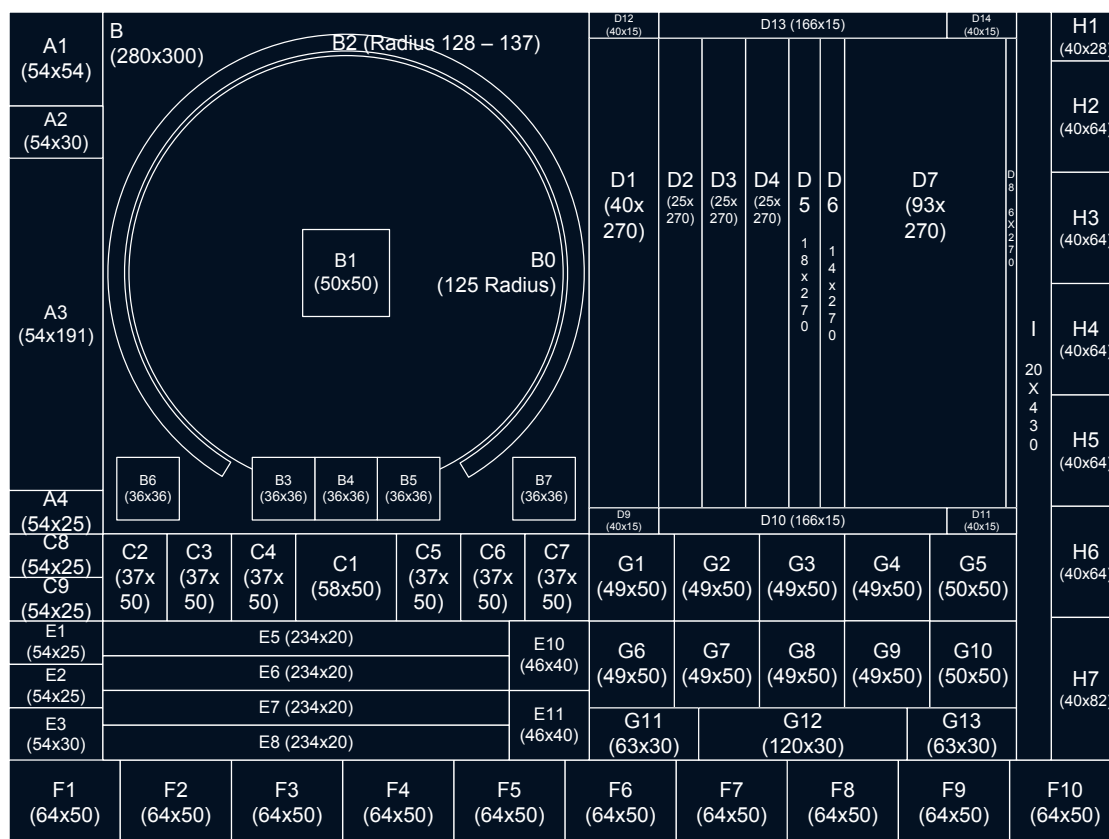 A1
(54x54)
A2
(54x30)
A3
(54x191)
A4
(54x25)
B
(280x300)
B2 (Radius 128 – 137)
B1
(50x50)
B0
(125 Radius)
B6
(36x36)
B3
(36x36)
B4
(36x36)
B5
(36x36)
B7
(36x36)
D12
(40x15)
D13 (166x15)
D14
(40x15)
D1
(40x
270)
D2
(25x
270)
D3
(25x
270)
D4
(25x
270)
D
5
18x270
D
6
14x270
D7
(93x
270)
D8 6X270
D9
(40x15)
D10 (166x15)
D11
(40x15)
I
20
X
430
H1
(40x28)
H2
(40x64)
H3
(40x64)
H4
(40x64)
H5
(40x64)
H6
(40x64)
H7
(40x82)
C8
(54x25)
C9
(54x25)
C2
(37x
50)
C3
(37x
50)
C4
(37x
50)
C1
(58x50)
C5
(37x
50)
C6
(37x
50)
C7
(37x
50)
G1
(49x50)
G2
(49x50)
G3
(49x50)
G4
(49x50)
G5
(50x50)
E1
(54x25)
E2
(54x25)
E3
(54x30)
E5 (234x20)
E6 (234x20)
E7 (234x20)
E8 (234x20)
E10
(46x40)
E11
(46x40)
G6
(49x50)
G7
(49x50)
G8
(49x50)
G9
(49x50)
G10
(50x50)
G11
(63x30)
G12
(120x30)
G13
(63x30)
F1
(64x50)
F2
(64x50)
F3
(64x50)
F4
(64x50)
F5
(64x50)
F6
(64x50)
F7
(64x50)
F8
(64x50)
F9
(64x50)
F10
(64x50)